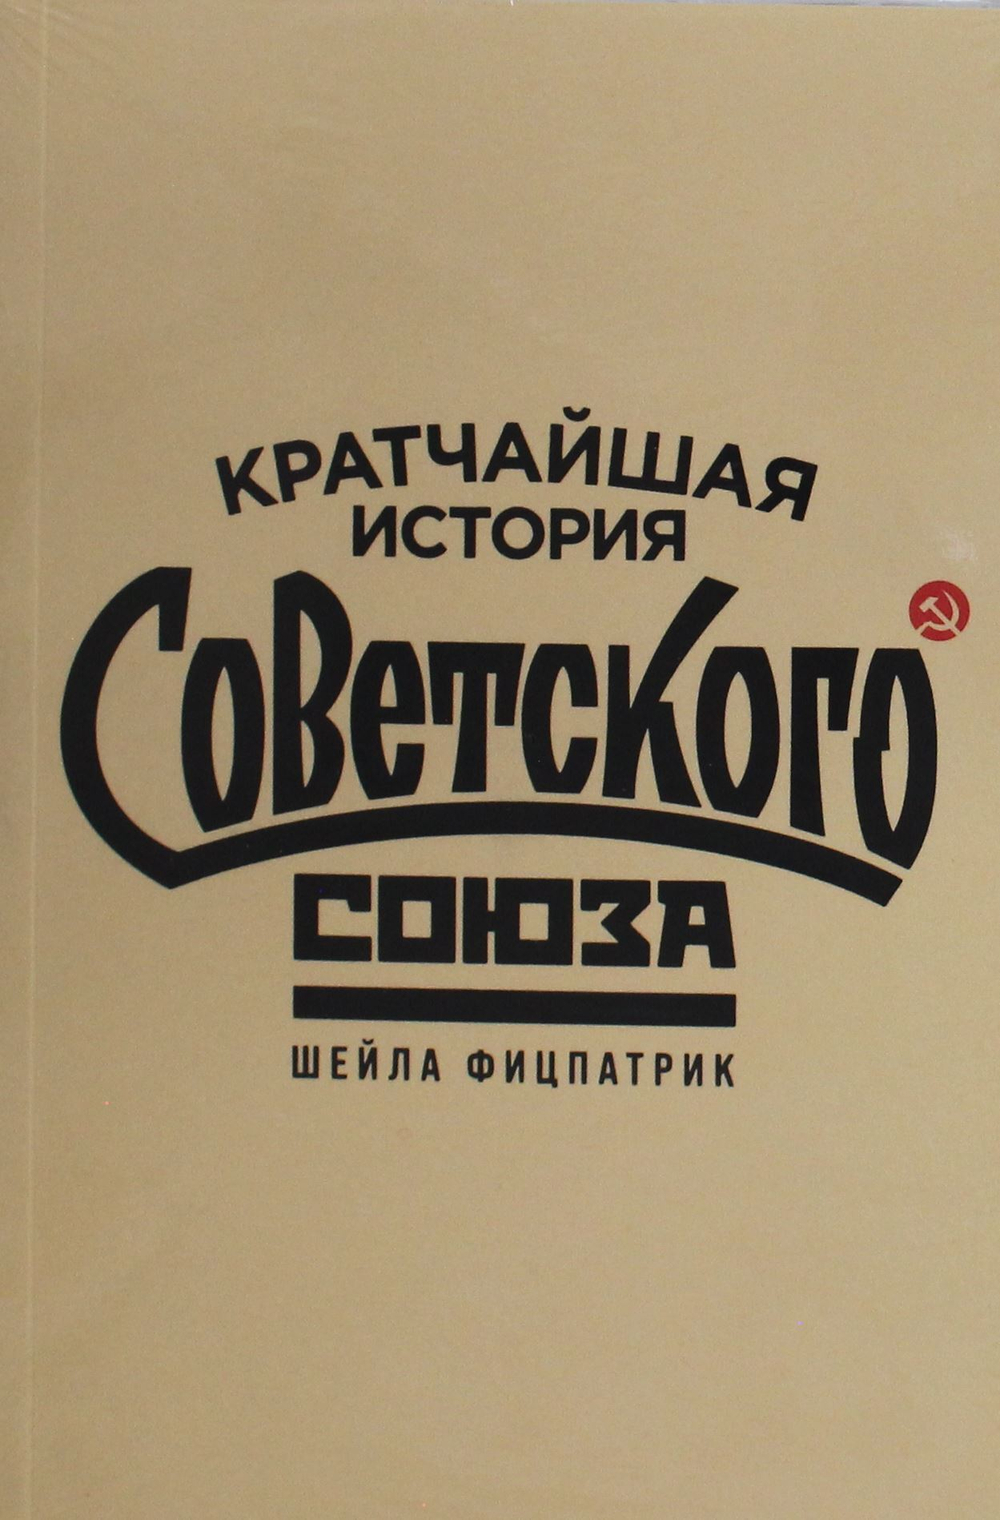 КРАТЧАЙШАЯ
ИСТОРИЯ
Советского
СОЮЗА
ШЕЙЛА ФИЦПАТРИК